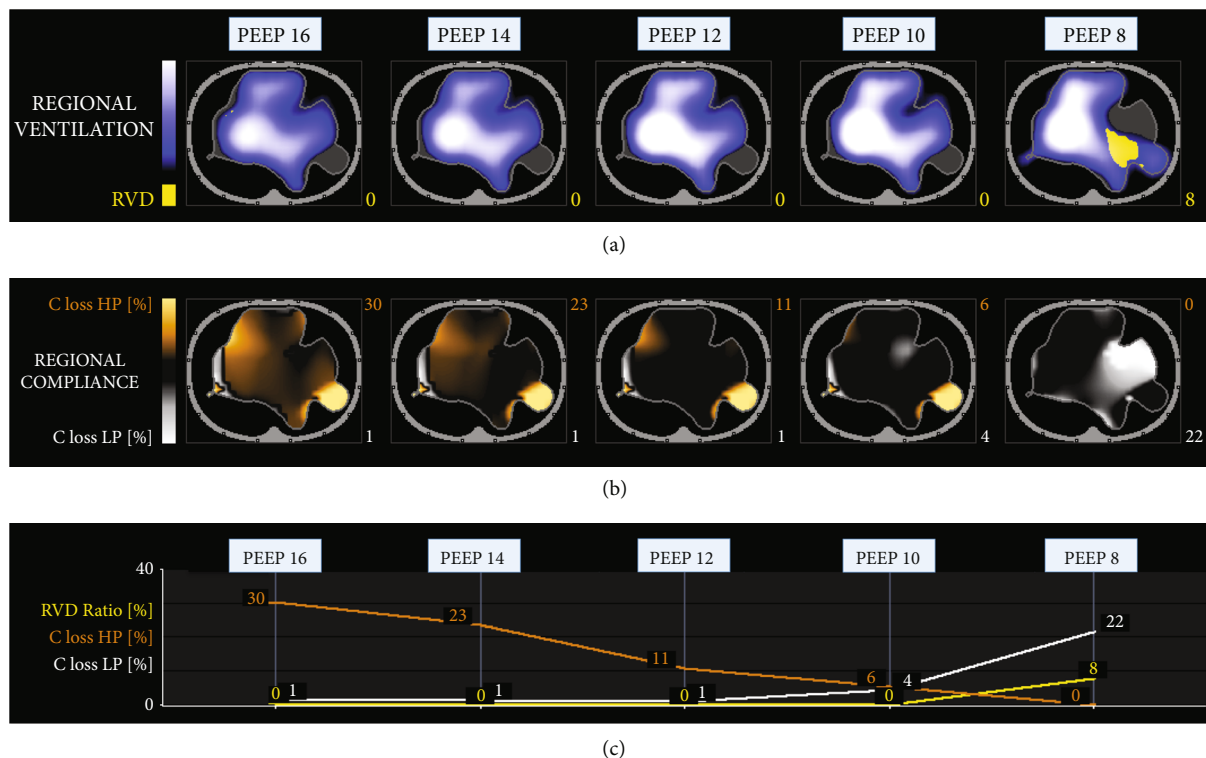 PEEP 16 PEEP 14 PEEP 12 PEEP 10 PEEP 8
REGIONAL
VENTILATION
RVD 0 0 0 0 8
(a)
C loss HP [%] 30 23 11 6 0
REGIONAL
COMPLIANCE
C loss LP [%] 1 1 1 4 22
(b)
PEEP 16 PEEP 14 PEEP 12 PEEP 10 PEEP 8
40
RVD Ratio [%]
C loss HP [%]
C loss LP [%]
30 23 11 6 4 22
8
0 1 0 1 0 1 0 0
0
(c)